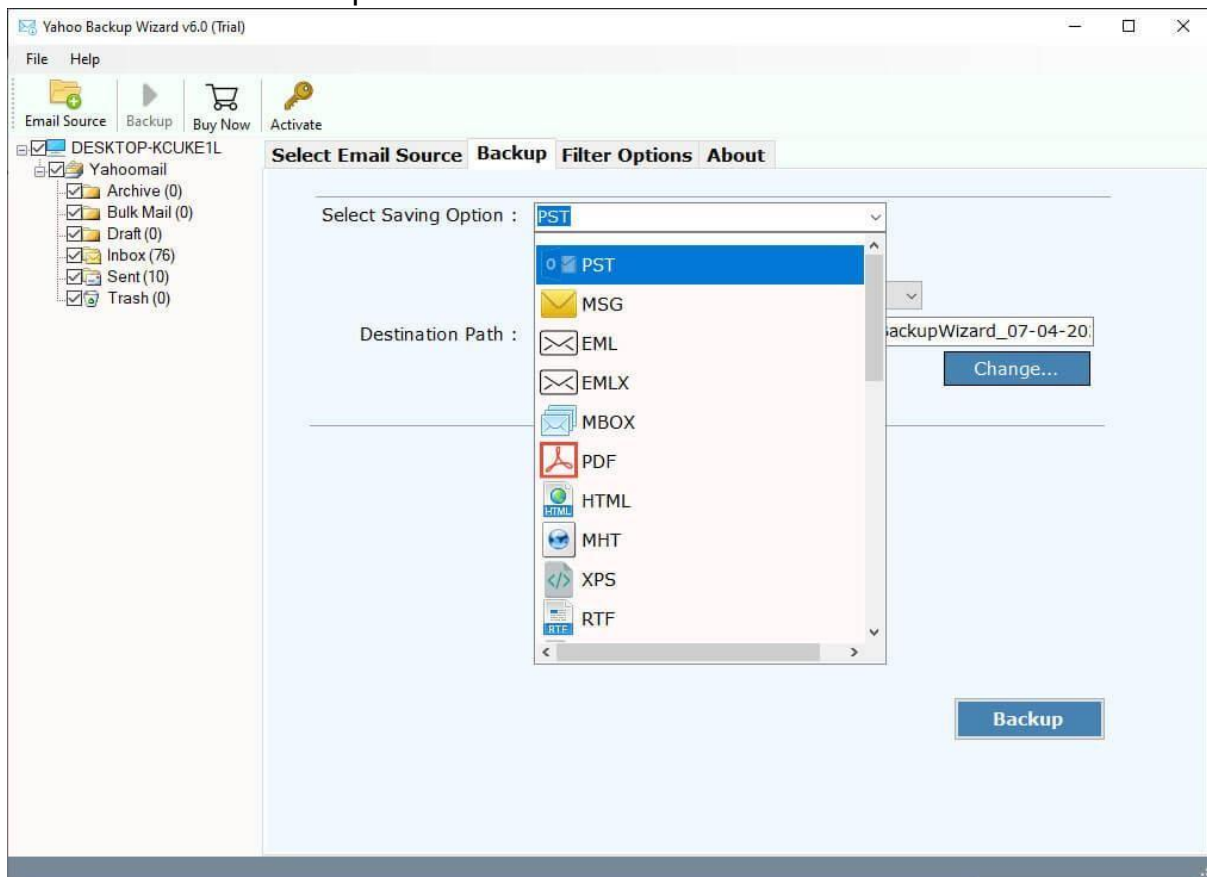 Yahoo Backup Wizard v6.0 (Trial)
File Help
Email Source Backup Buy Now Activate
DESKTOP-KCUKE1L
Yahoomail
Archive (0)
Bulk Mail (0)
Draft (0)
Inbox (76)
Sent (10)
Trash (0)
Select Email Source Backup Filter Options About
Select Saving Option : PST
PST
MSG
Destination Path :
EML
EMLX
MBOX
PDF
HTML
MHT
XPS
RTF
ackupWizard_07-04-20
Change...
Backup